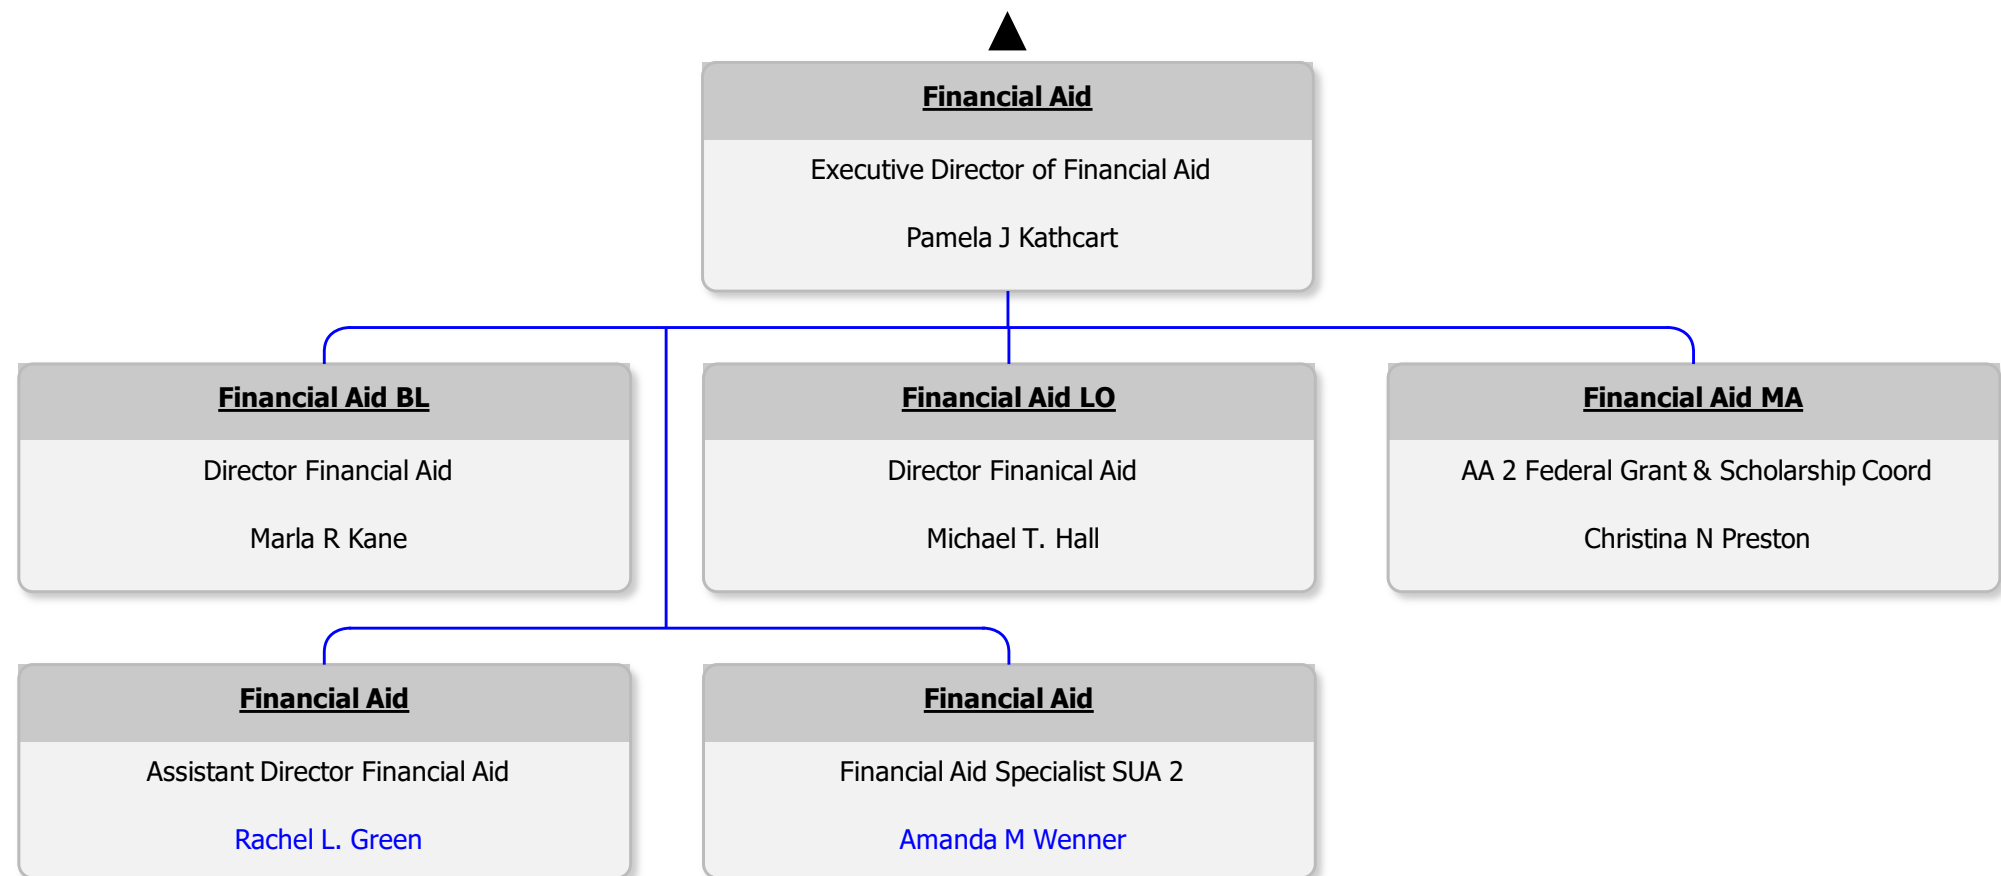 Financial Aid
Executive Director of Financial Aid
Pamela J Kathcart
Financial Aid BL
Director Financial Aid
Marla R Kane
Financial Aid LO
Director Finanical Aid
Michael T. Hall
Financial Aid MA
AA 2 Federal Grant & Scholarship Coord
Christina N Preston
Financial Aid
Assistant Director Financial Aid
Rachel L. Green
Financial Aid
Financial Aid Specialist SUA 2
Amanda M Wenner